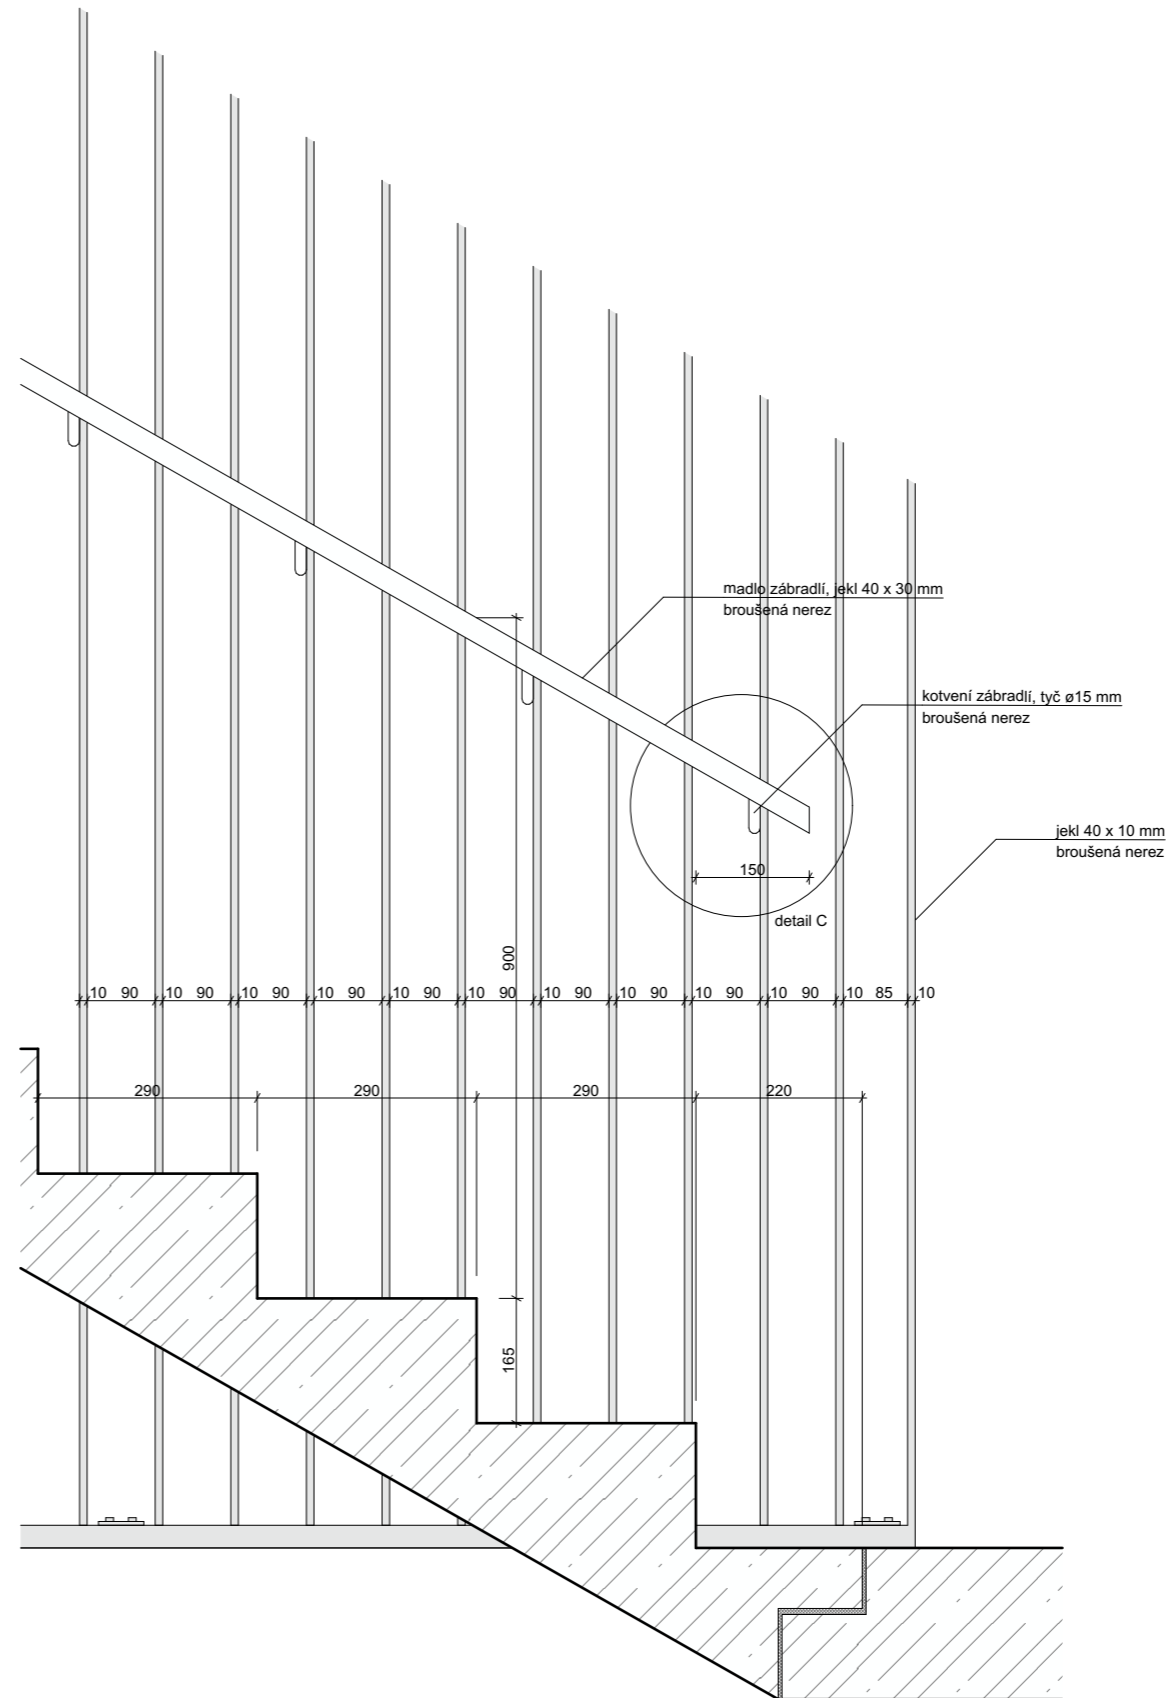 madlo zábradlí, jekl 40 x 30 mm
broušená nerez
kotvení zábradlí, tyč ø15 mm
broušená nerez
jekl 40 x 10 mm
broušená nerez
150
detail C
900
10 90 10 90 10 90 10 90 10 90 10 90 10 90 10 90 10 90 10 90 10 85 10
290 290 290 220
165